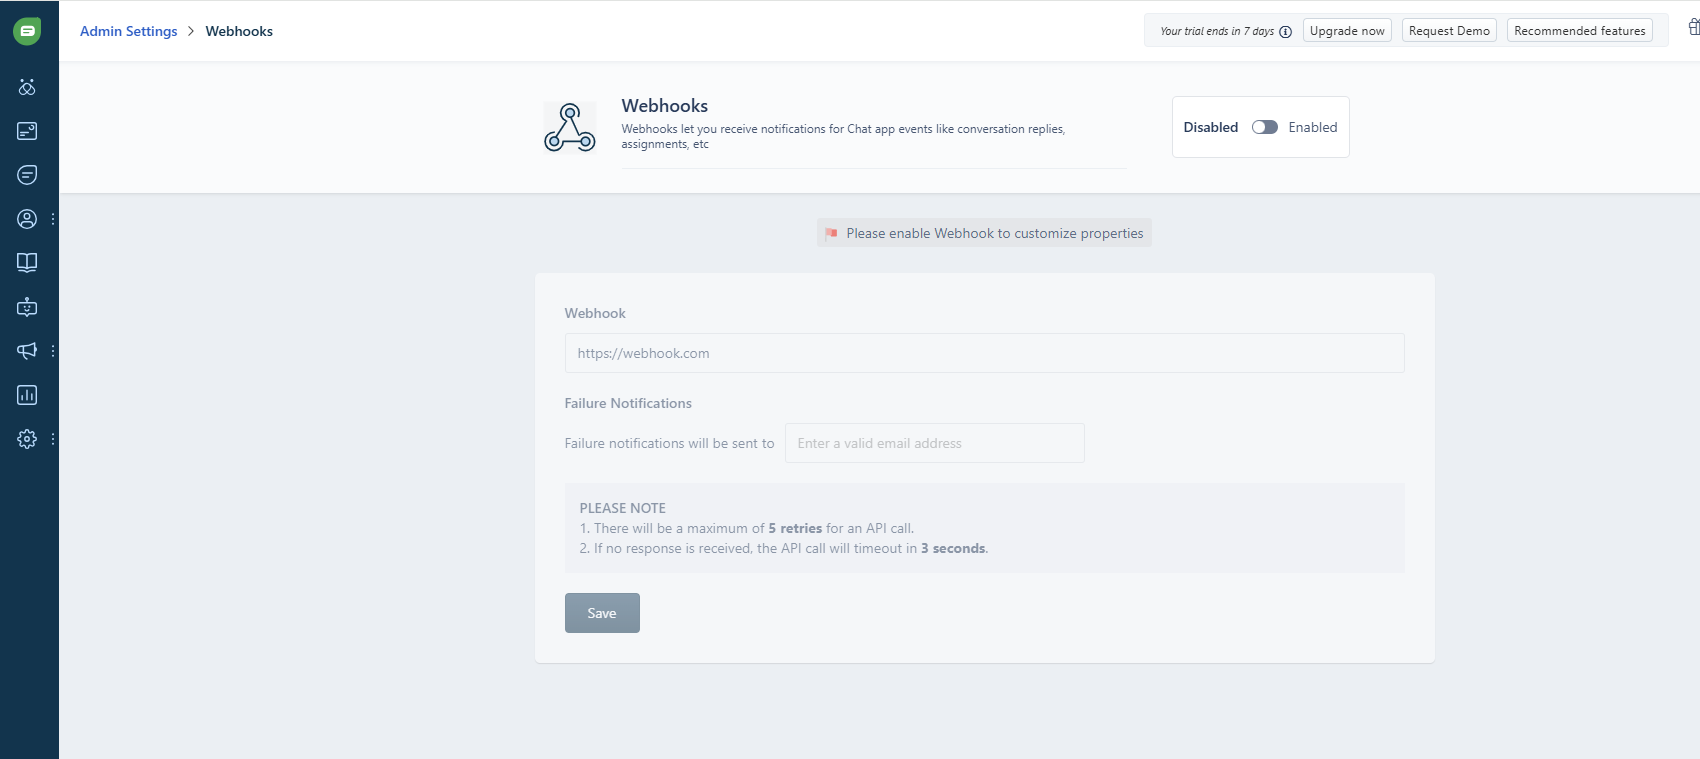 Admin Settings > Webhooks
Your trial ends in 7 days
Upgrade now
Request Demo
Recommended features
Webhooks
Webhooks let you receive notifications for Chat app events like conversation replies,
assignments, etc
Disabled
Enabled
Please enable Webhook to customize properties
Webhook
https://webhook.com
Failure Notifications
Failure notifications will be sent to
Enter a valid email address
PLEASE NOTE
1. There will be a maximum of 5 retries for an API call.
2. If no response is received, the API call will timeout in 3 seconds.
Save